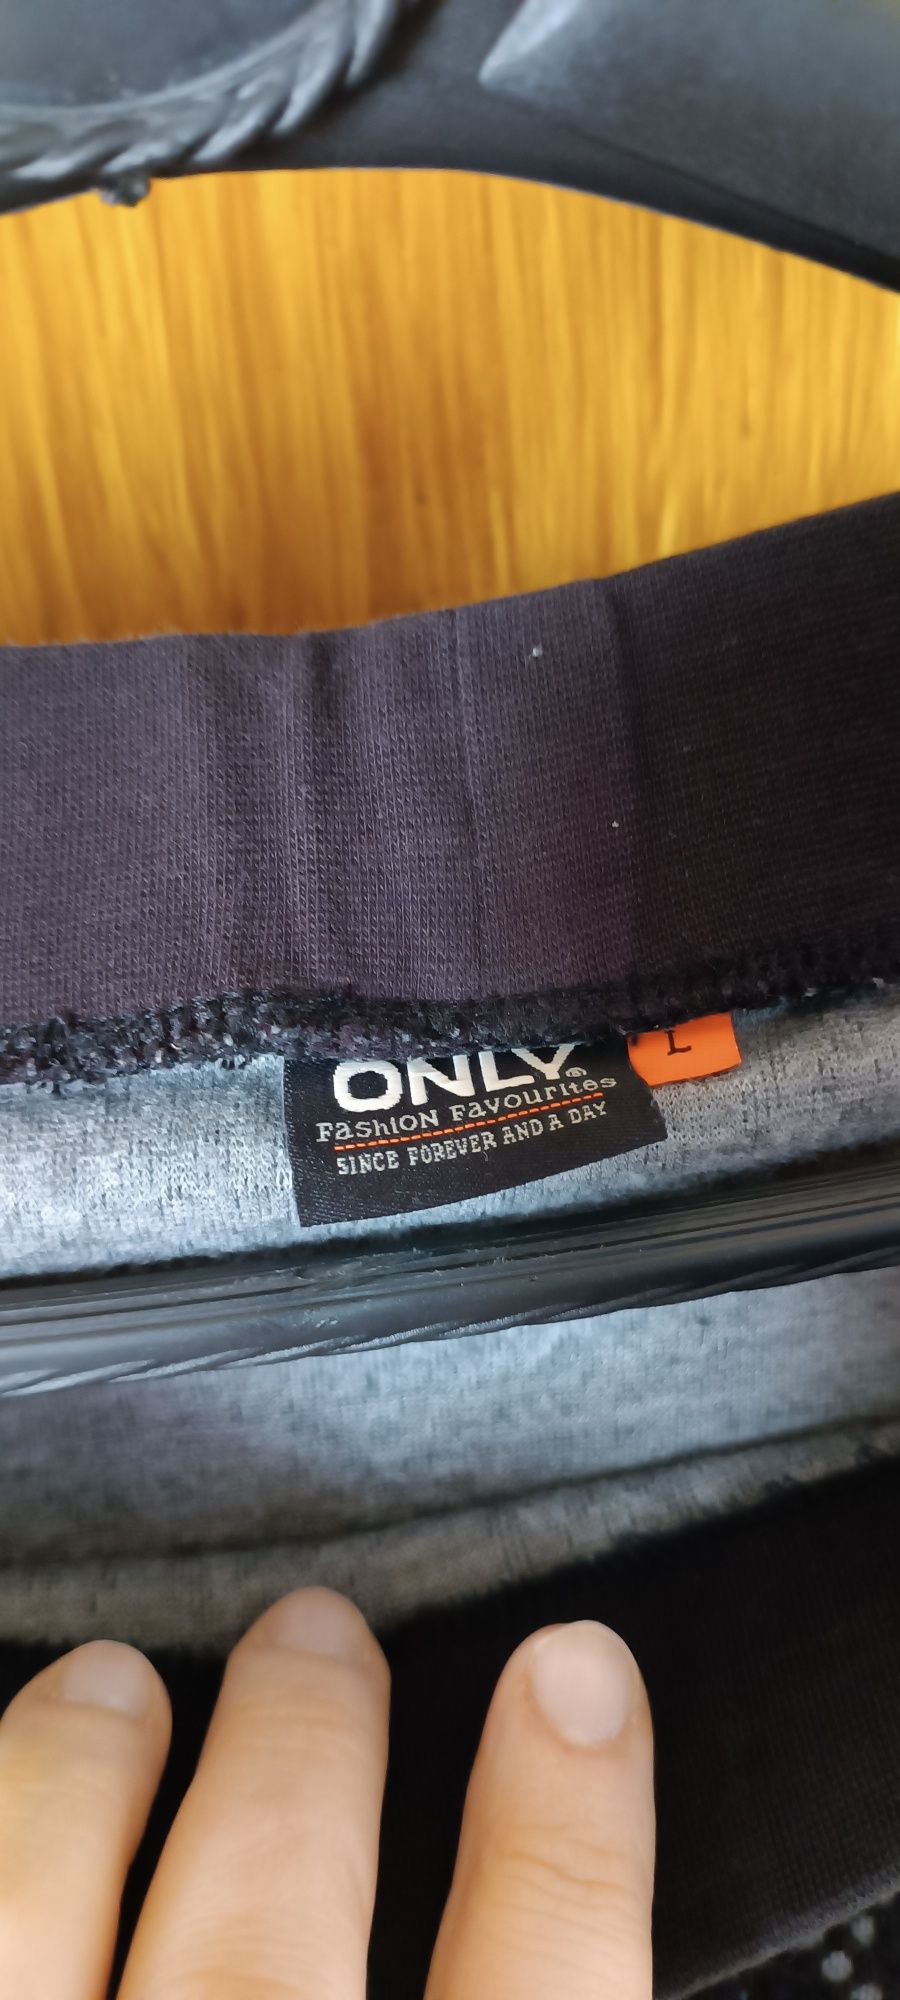 ONLY®
Fashion Favourites
SINCE FOREVER AND A DAY
L